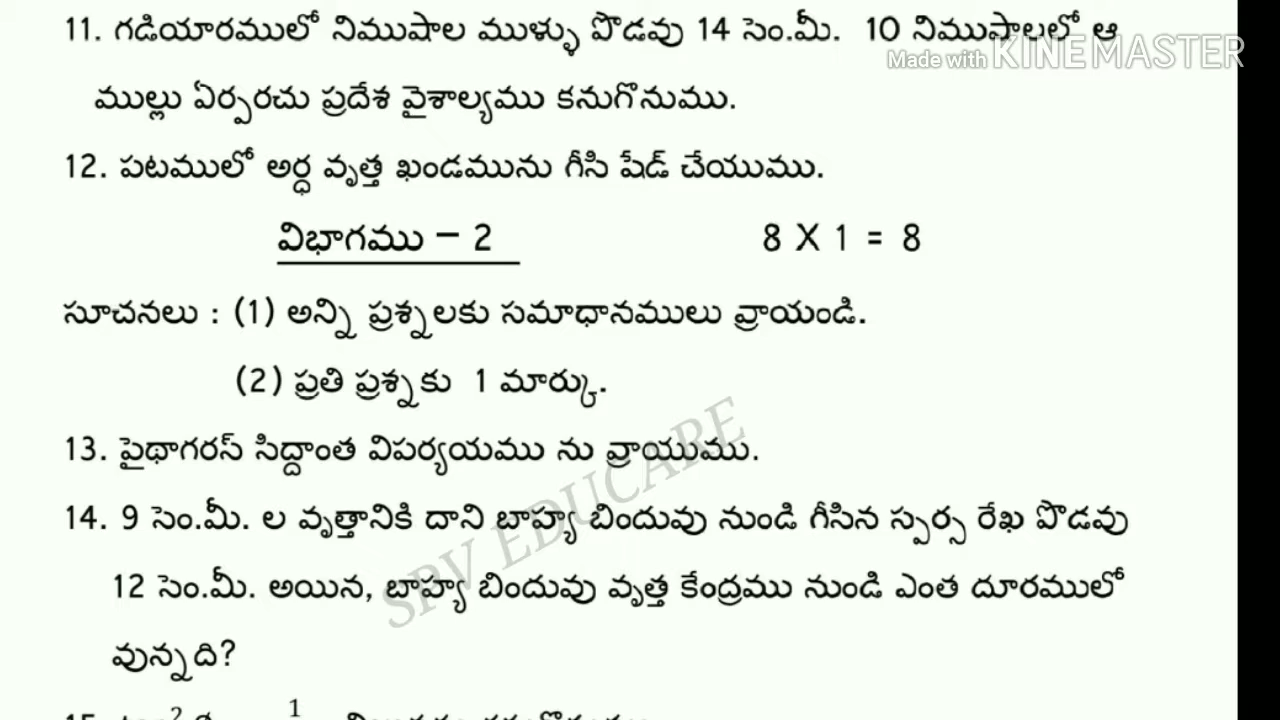 11. గడియారములో నిముషాల ముళ్ళు పొడవు 14 సెం.మీ. 10 నిముషాలలో ఆ
Made with KINEMASTER
ముల్లు ఏర్పరచు ప్రదేశ వైశాల్యము కనుగొనుము.
12. పటములో అర్ధ వృత్త ఖండమును గీసి షేడ్ చేయుము.
విభాగము – 2 8 X 1 = 8
సూచనలు : (1) అన్ని ప్రశ్నలకు సమాధానములు వ్రాయండి.
(2) ప్రతి ప్రశ్నకు 1 మార్కు.
13. పైథాగరస్ సిద్దాంత విపర్యయము ను వ్రాయుము.
SPV EDUCARE
14. 9 సెం.మీ. ల వృత్తానికి దాని బాహ్య బిందువు నుండి గీసిన స్పర్స రేఖ పొడవు
12 సెం.మీ. అయిన, బాహ్య బిందువు వృత్త కేంద్రము నుండి ఎంత దూరములో
వున్నది?